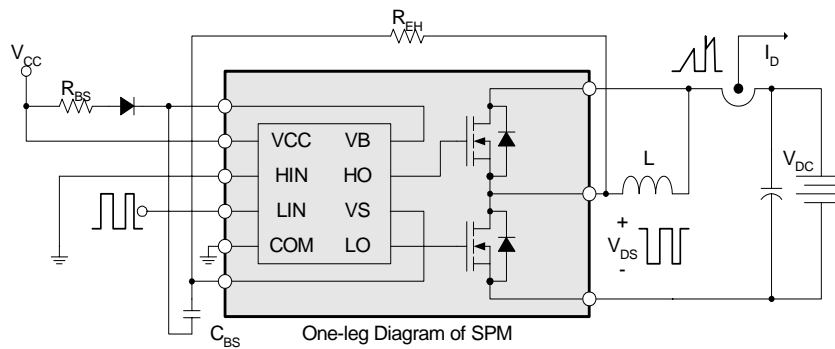 R_EH
V_CC
I_D
R_BS
VCC VB
HIN HO
LIN VS
COM LO
L
V_DC
+
V_DS
-
C_BS
One-leg Diagram of SPM